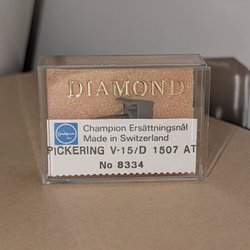 DIAMOND
Champion Ersättningsnål
Made in Switzerland
PICKERING V-15/D 1507 AT
No 8334